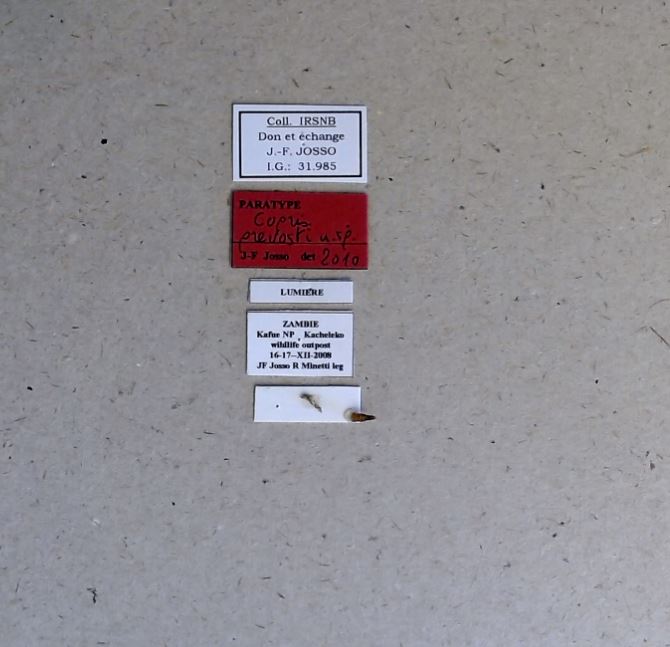 Coll. IRSNB
Don et échange
J.-F. JOSSO
I.G.: 31.985
PARATYPE
Copris
prevosti n.sp.
J-F Josso det 2010
LUMIERE
ZAMBIE
Kafue NP, Kacheleko
wildlife outpost
16-17-XII-2008
JF Josso R Minetti leg